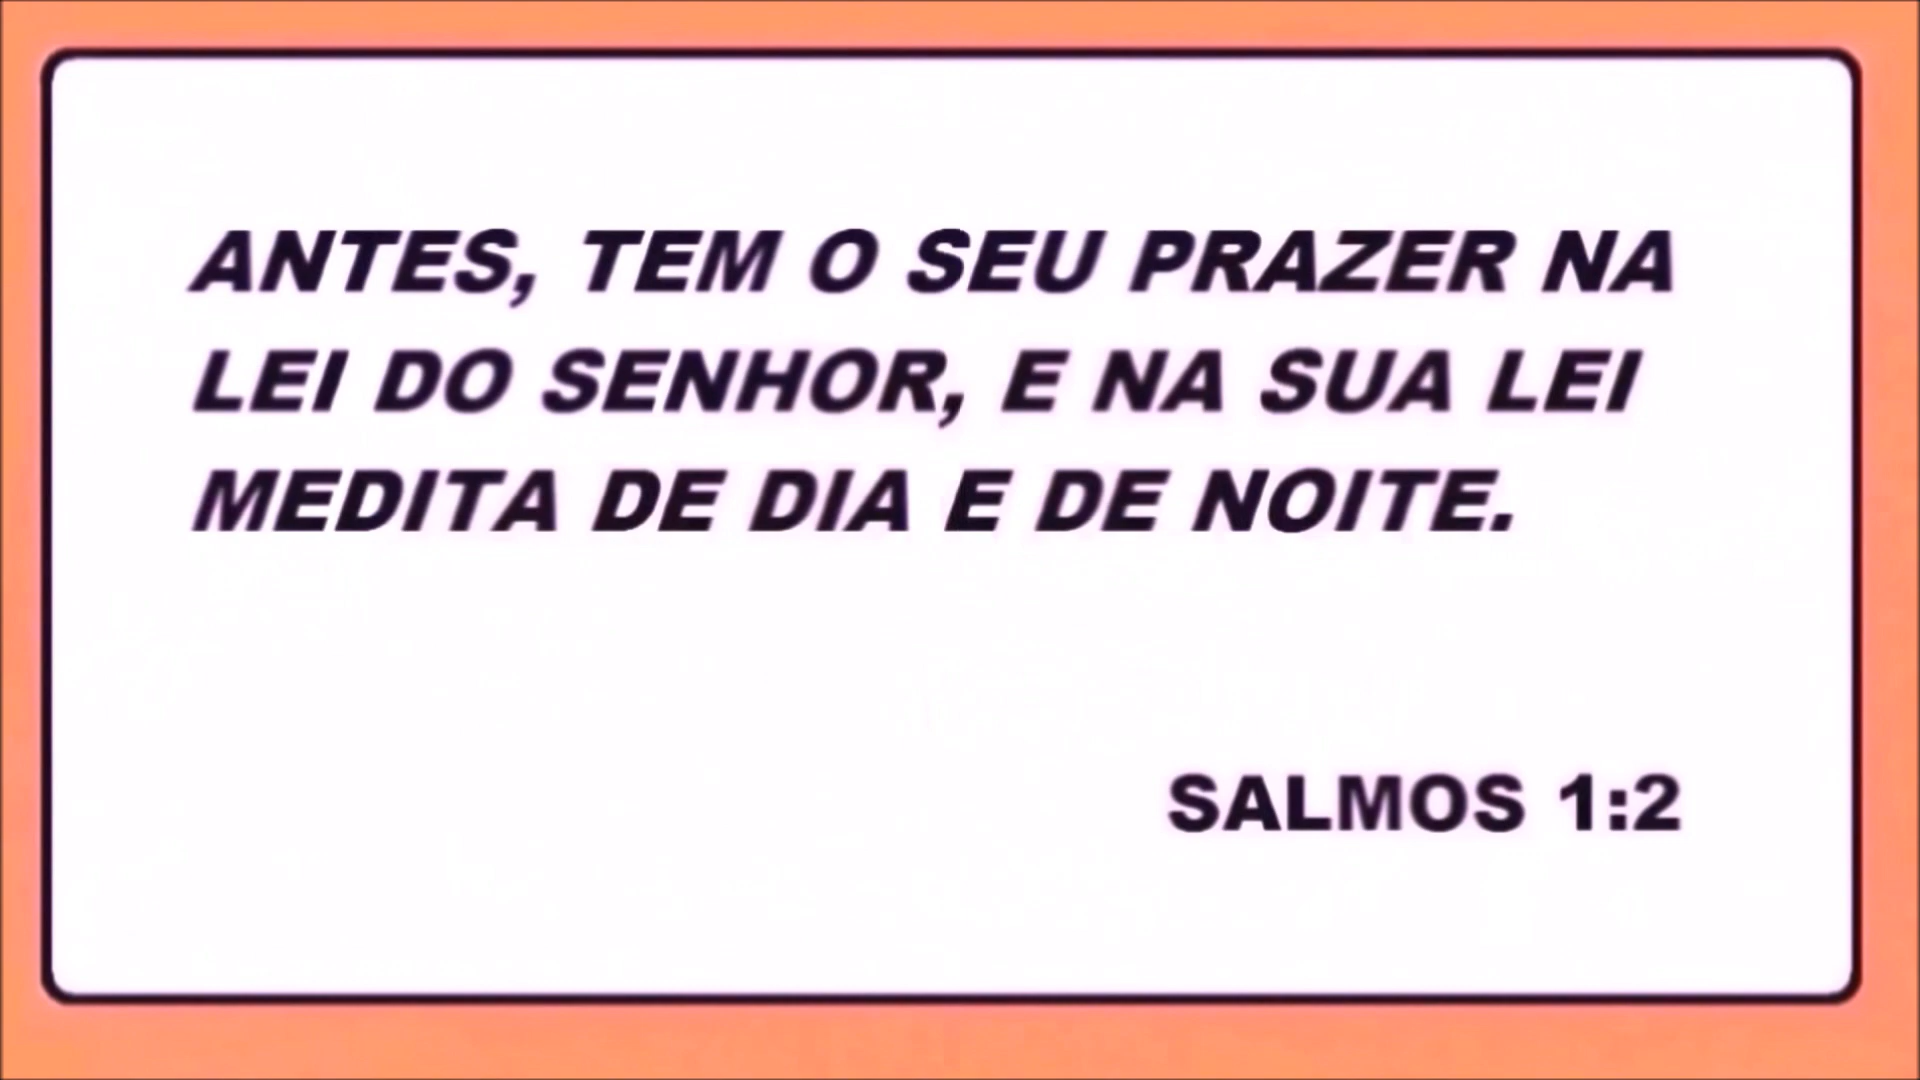 ANTES, TEM O SEU PRAZER NA
LEI DO SENHOR, E NA SUA LEI
MEDITA DE DIA E DE NOITE.
SALMOS 1:2